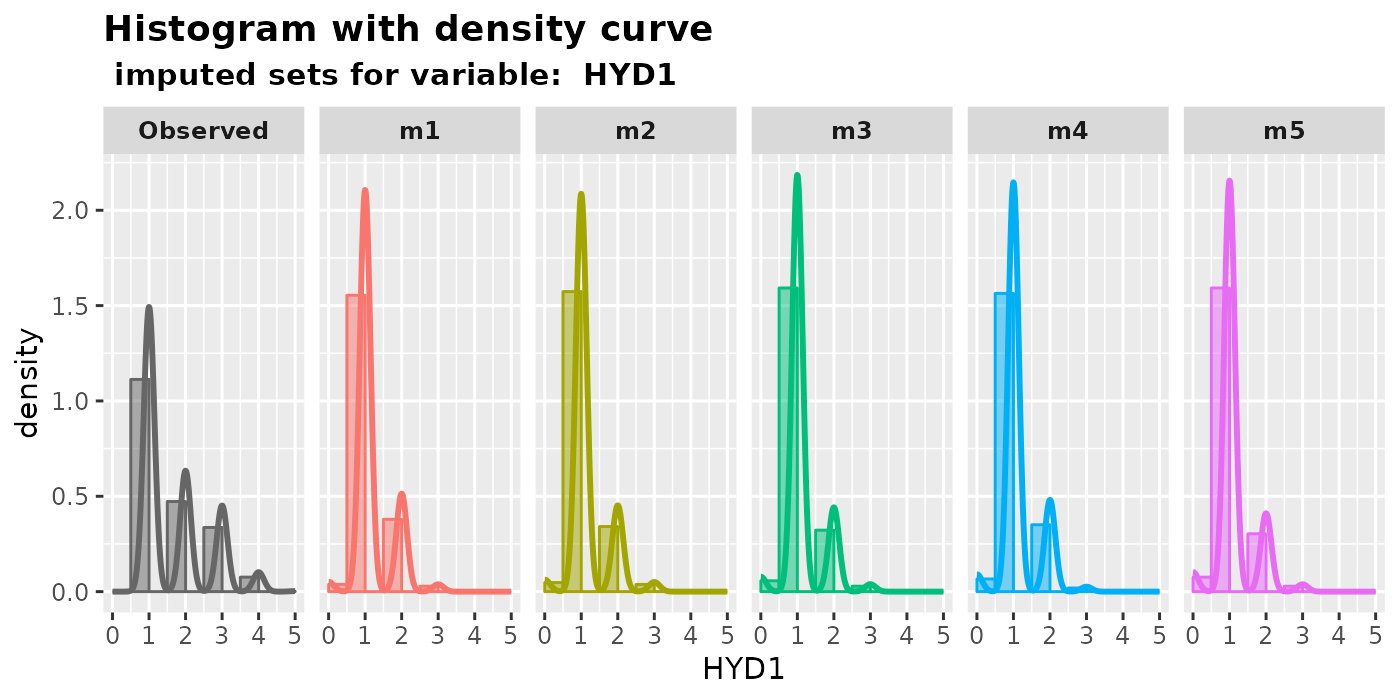 Histogram with density curve
imputed sets for variable:  HYD1
Observed m1 m2 m3 m4 m5
2.0
1.5
1.0
0.5
0.0
density
0 1 2 3 4 5 0 1 2 3 4 5 0 1 2 3 4 5 0 1 2 3 4 5 0 1 2 3 4 5 0 1 2 3 4 5
HYD1